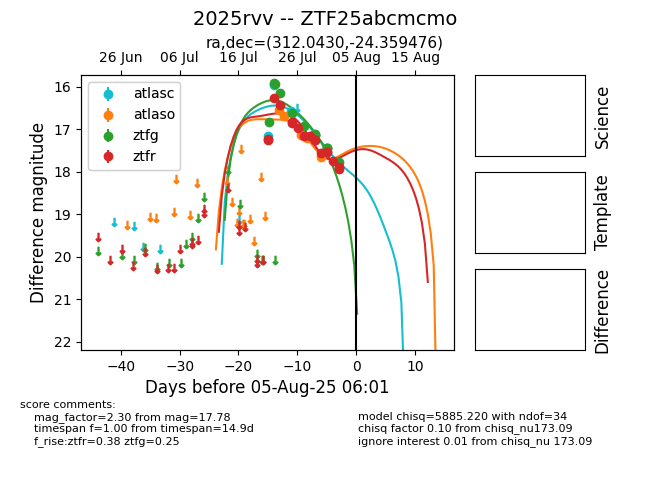 2025rvv -- ZTF25abcmcmo
ra,dec=(312.0430,-24.359476)
26 Jun 06 Jul 16 Jul 26 Jul 05 Aug 15 Aug
atlasc
atlaso
ztfg
ztfr
16
17
18
19
20
21
22
Difference magnitude
−40 −30 −20 −10 0 10
Days before 05-Aug-25 06:01
Science
Template
Difference
score comments:
mag_factor=2.30 from mag=17.78
timespan f=1.00 from timespan=14.9d
f_rise:ztfr=0.38 ztfg=0.25
model chisq=5885.220 with ndof=34
chisq factor 0.10 from chisq_nu173.09
ignore interest 0.01 from chisq_nu 173.09